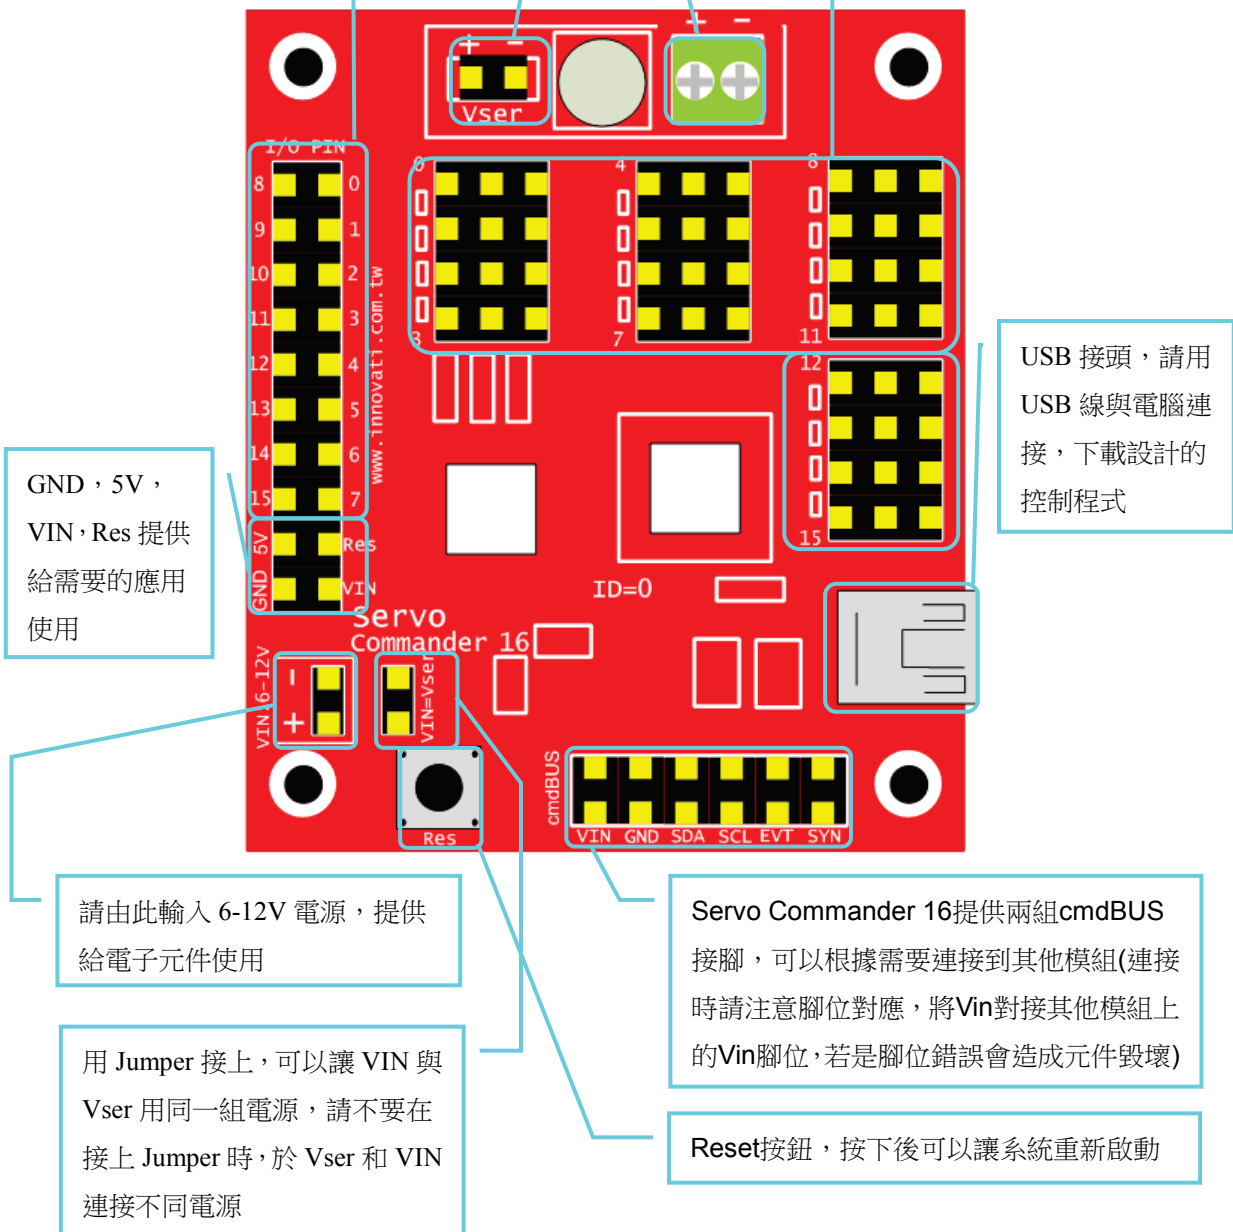 + -
+ -
Vser
I/O PIN
8 0
9 1
10 2
11 3
12 4
13 5
14 6
15 7
5V Res
GND VIN
www.innovati.com.tw
0 4 8
3 7 11
12
15
ID=0
Servo
Commander 16
VIN:6-12V
-
+
VIN=Vser
Res
cmdBUS
VIN GND SDA SCL EVT SYN
USB 接頭，請用
USB 線與電腦連
接，下載設計的
控制程式
GND，5V，
VIN，Res 提供
給需要的應用
使用
請由此輸入 6-12V 電源，提供
給電子元件使用
用 Jumper 接上，可以讓 VIN 與
Vser 用同一組電源，請不要在
接上 Jumper 時，於 Vser 和 VIN
連接不同電源
Servo Commander 16提供兩組cmdBUS
接腳，可以根據需要連接到其他模組(連接
時請注意腳位對應，將Vin對接其他模組上
的Vin腳位，若是腳位錯誤會造成元件毀壞)
Reset按鈕，按下後可以讓系統重新啟動